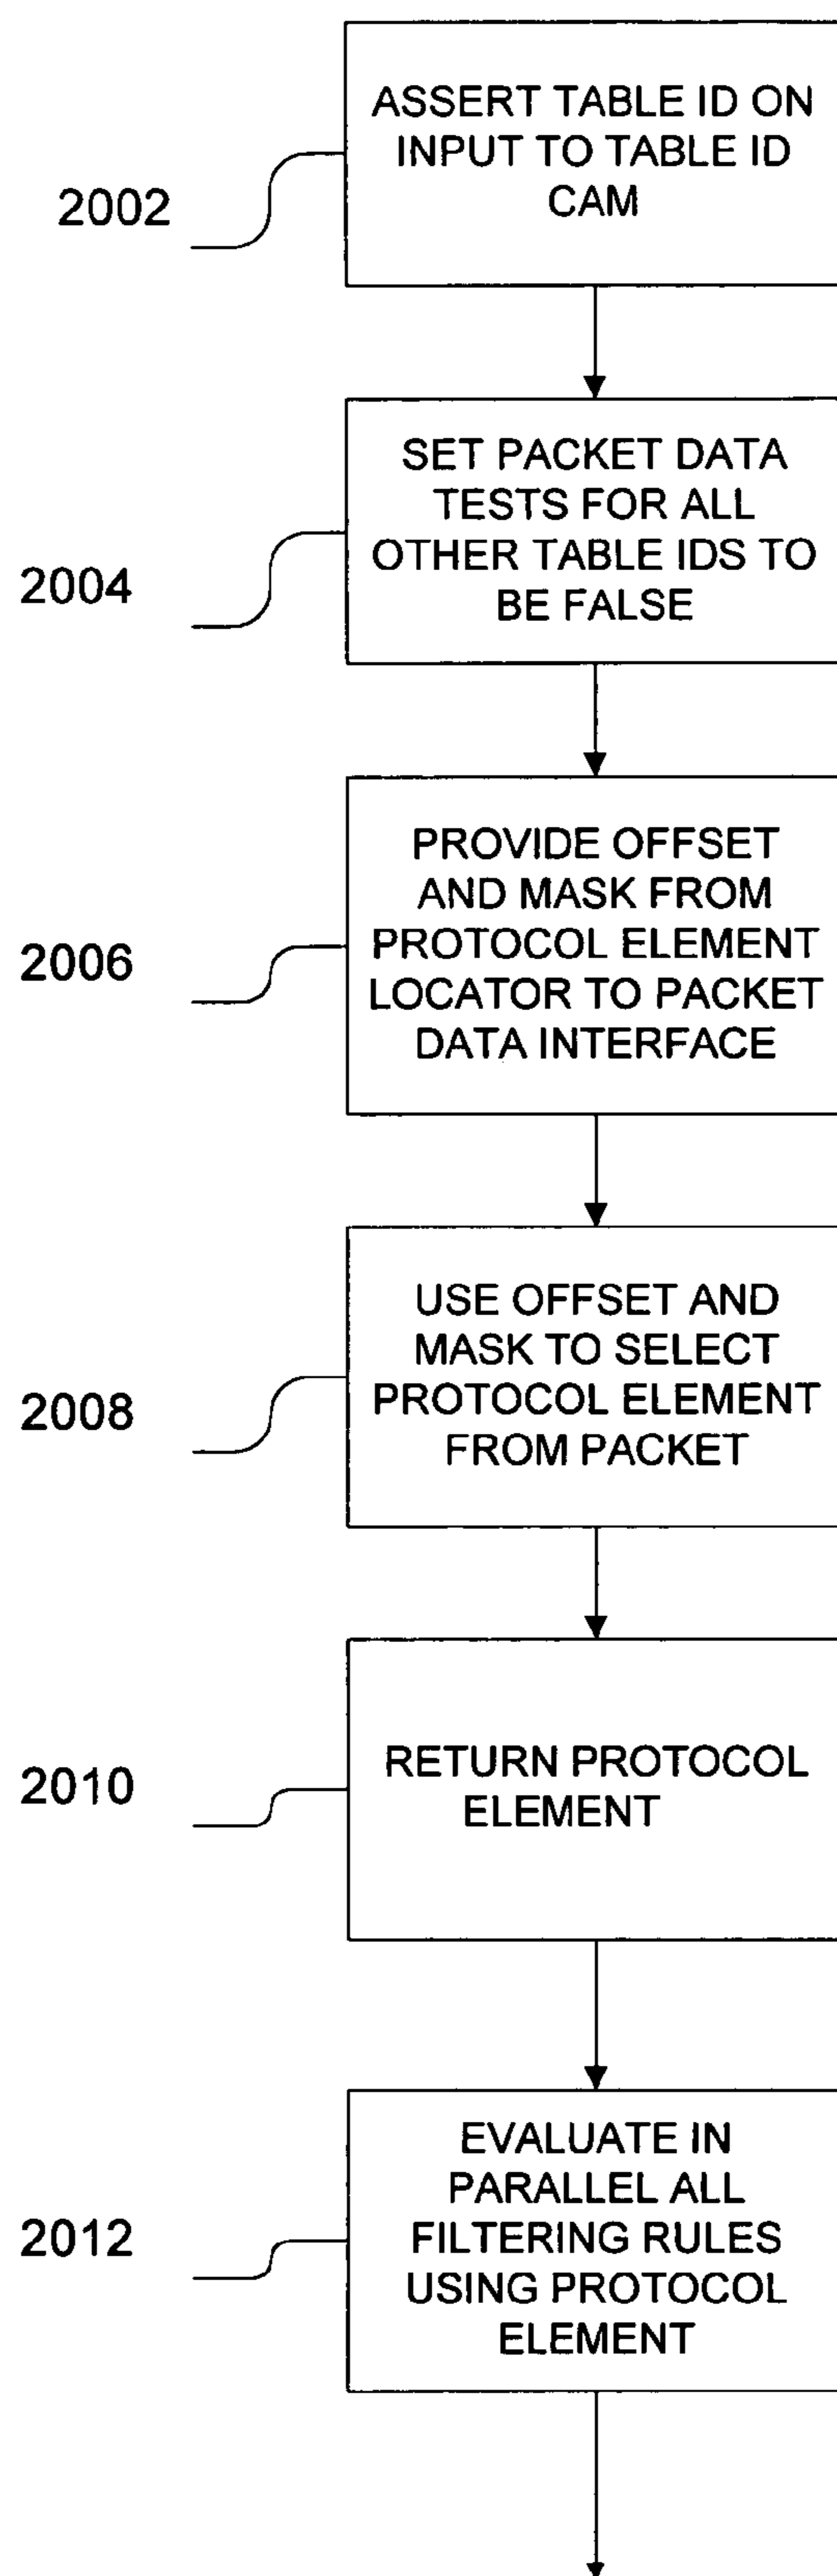 ASSERT TABLE ID ON
INPUT TO TABLE ID
CAM
2002
SET PACKET DATA
TESTS FOR ALL
OTHER TABLE IDS TO
BE FALSE
2004
PROVIDE OFFSET
AND MASK FROM
PROTOCOL ELEMENT
LOCATOR TO PACKET
DATA INTERFACE
2006
USE OFFSET AND
MASK TO SELECT
PROTOCOL ELEMENT
FROM PACKET
2008
RETURN PROTOCOL
ELEMENT
2010
EVALUATE IN
PARALLEL ALL
FILTERING RULES
USING PROTOCOL
ELEMENT
2012